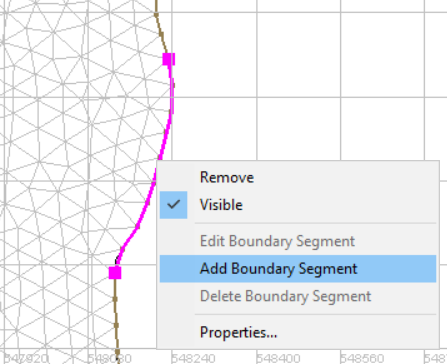 Remove
Visible
Edit Boundary Segment
Add Boundary Segment
Delete Boundary Segment
Properties...
548240 548400 548560